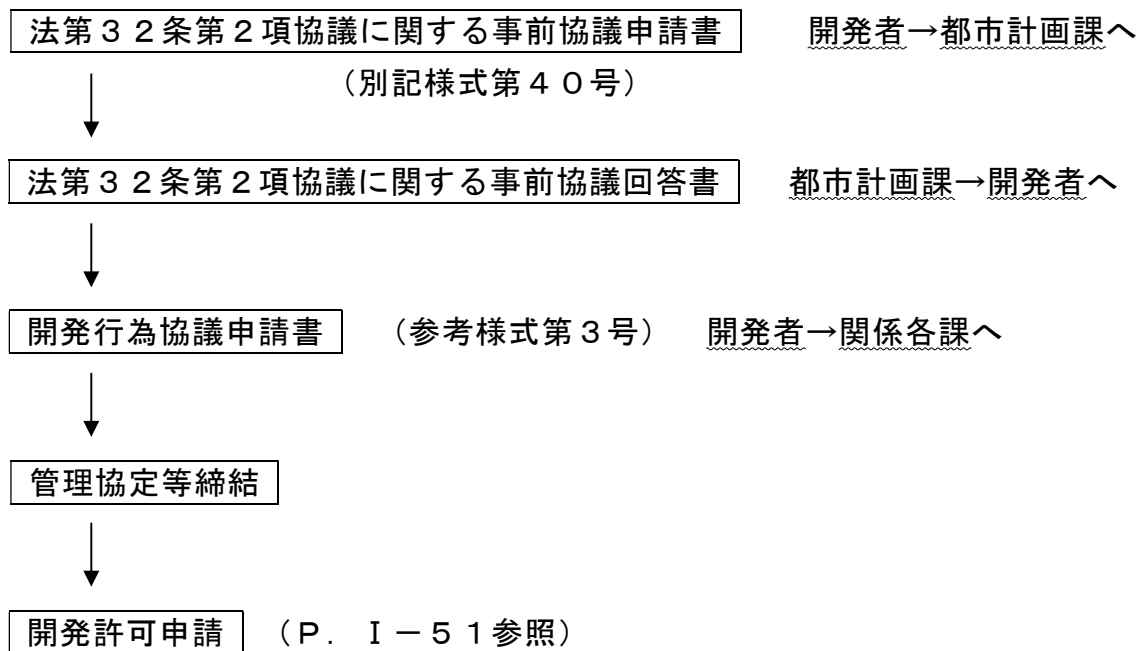 法第３２条第２項協議に関する事前協議申請書　開発者→都市計画課へ
（別記様式第４０号）
法第３２条第２項協議に関する事前協議回答書　都市計画課→開発者へ
開発行為協議申請書　（参考様式第３号）　開発者→関係各課へ
管理協定等締結
開発許可申請　（Ｐ．Ⅰ－５１参照）